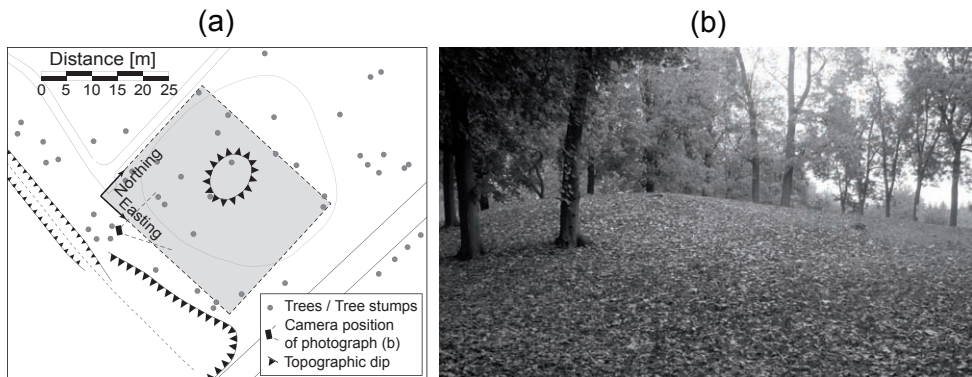 (a)
(b)
Distance [m]
0 5 10 15 20 25
Northing
Easting
Trees / Tree stumps
Camera position
of photograph (b)
Topographic dip